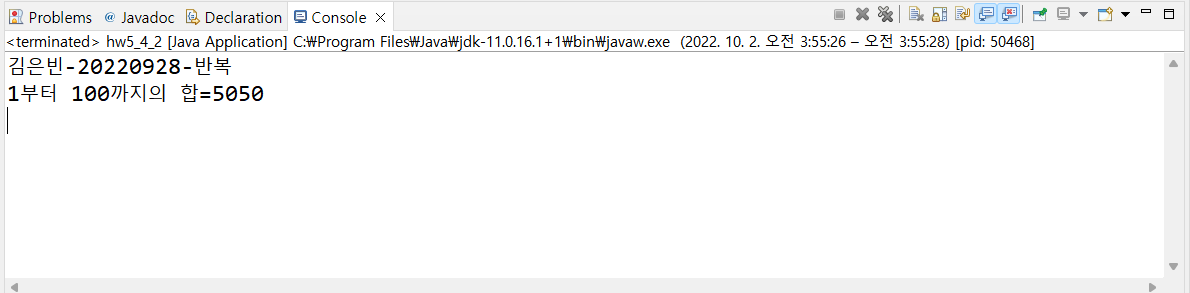 Problems @ Javadoc Declaration Console
<terminated> hw5_4_2 [Java Application] C:₩Program Files₩Java₩jdk-11.0.16.1+1₩bin₩javaw.exe (2022. 10. 2. 오전 3:55:26 – 오전 3:55:28) [pid: 50468]
김은빈-20220928-반복
1부터 100까지의 합=5050